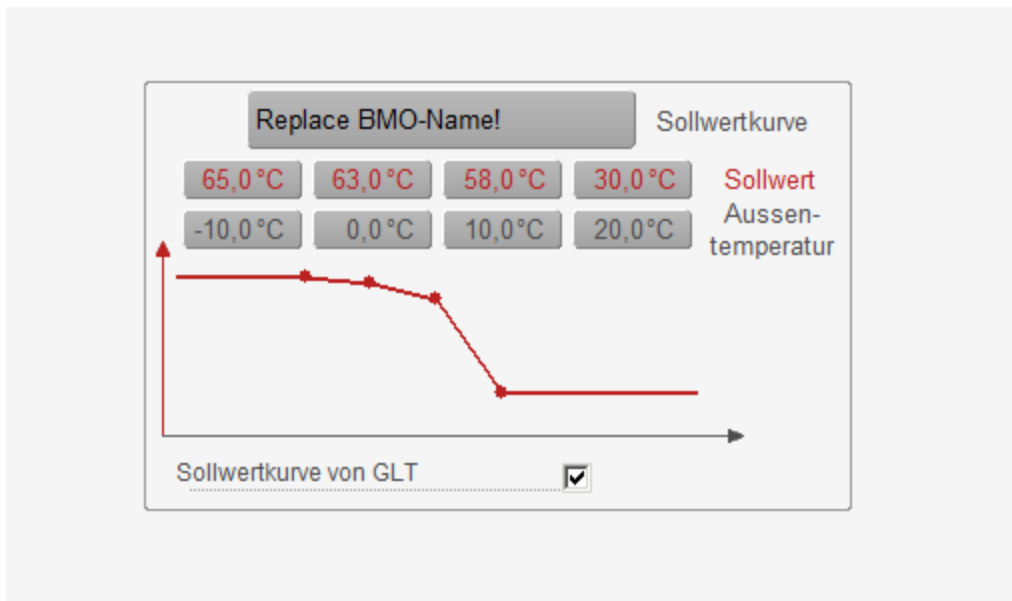 Replace BMO-Name!
Sollwertkurve
65,0°C 63,0°C 58,0°C 30,0°C Sollwert
-10,0°C 0,0°C 10,0°C 20,0°C Aussen-
temperatur
Sollwertkurve von GLT